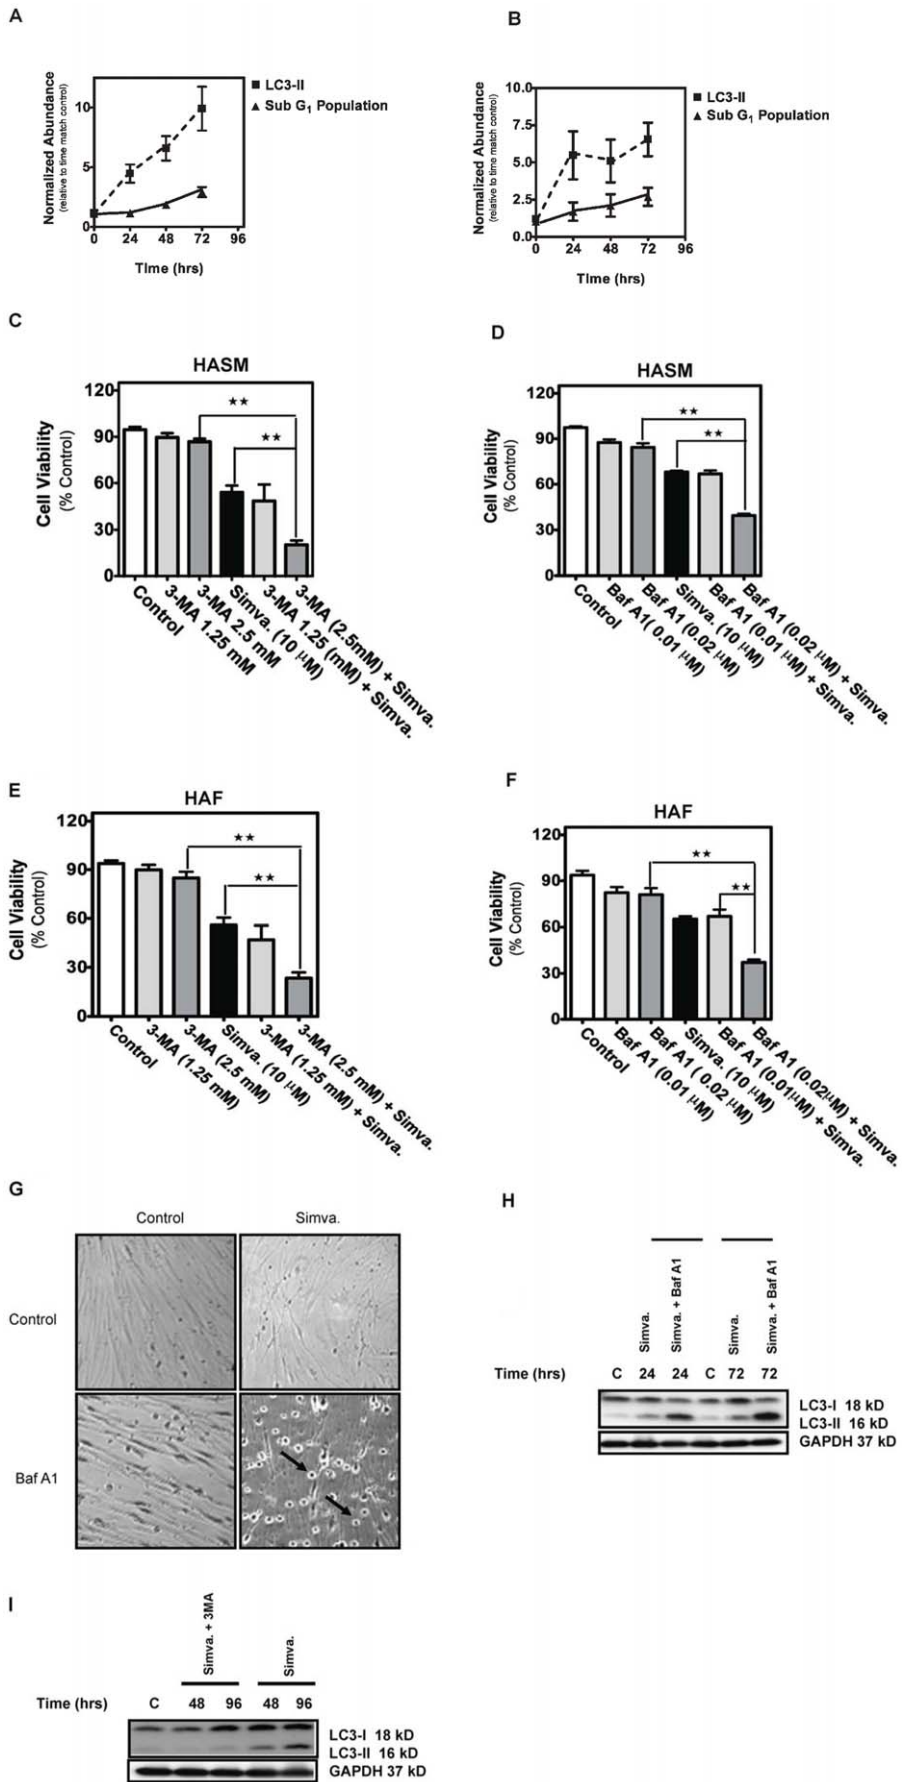 A
Normalized Abundance
(relative to time match control)
10
5
0
0 24 48 72 96
Time (hrs)
LC3-II
Sub G1 Population
B
Normalized Abundance
(relative to time match control)
10.0
7.5
5.0
2.5
0.0
0 24 48 72 96
Time (hrs)
LC3-II
Sub G1 Population
C
HASM
Cell Viability
(% Control)
120
90
60
30
0
★★
★★
Control
3-MA 1.25 mM
3-MA 2.5 mM
Simva. (10 µM)
3-MA 1.25 (mM) + Simva.
3-MA (2.5mM) + Simva.
D
HASM
Cell Viability
(% Control)
120
90
60
30
0
★★
★★
Control
Baf A1( 0.01 µM)
Baf A1 (0.02 µM)
Simva. (10 µM)
Baf A1 (0.01 µM) + Simva.
Baf A1 (0.02 µM) + Simva.
E
HAF
Cell Viability
(% Control)
120
90
60
30
0
★★
★★
Control
3-MA (1.25 mM)
3-MA (2.5 mM)
Simva. (10 µM)
3-MA (1.25 mM) + Simva.
3-MA (2.5 mM) + Simva.
F
HAF
Cell Viability
(% Control)
120
90
60
30
0
★★
★★
Control
Baf A1 (0.01 µM)
Baf A1 ( 0.02 µM)
Simva. (10 µM)
Baf A1 (0.01µM) + Simva.
Baf A1 (0.02µM) + Simva.
G
Control Simva.
Control
Baf A1
H
Simva.
Simva. + Baf A1
Simva.
Simva. + Baf A1
Time (hrs) C 24 24 C 72 72
LC3-I 18 kD
LC3-II 16 kD
GAPDH 37 kD
I
Simva. + 3MA
Simva.
Time (hrs) C 48 96 48 96
LC3-I 18 kD
LC3-II 16 kD
GAPDH 37 kD